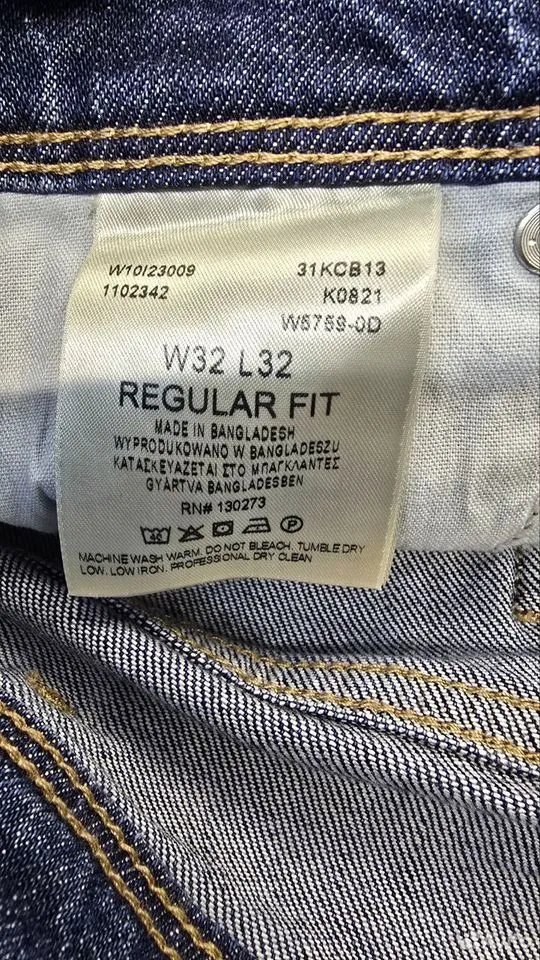 W10I23009 31KCB13
1102342 K0821
W5759-0D
W32 L32
REGULAR FIT
MADE IN BANGLADESH
WYPRODUKOWANO W BANGLADESZU
ΚΑΤΑΣΚΕΥΑΖΕΤΑΙ ΣΤΟ ΜΠΑΓΚΛΑΝΤΕΣ
GYÁRTVA BANGLADESBEN
RN# 130273
40
P
MACHINE WASH WARM. DO NOT BLEACH. TUMBLE DRY
LOW. LOW IRON. PROFESSIONAL DRY CLEAN